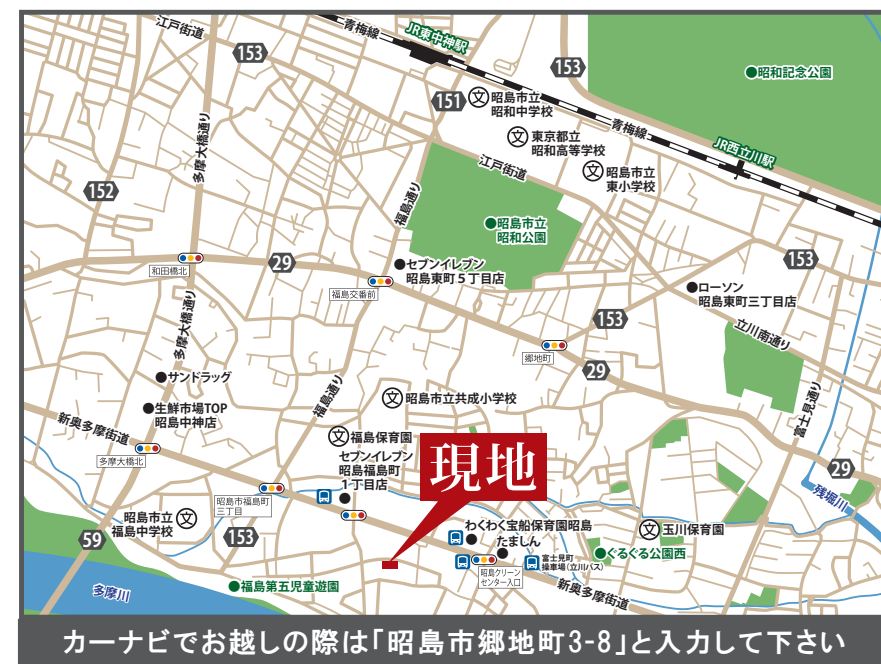 江戸街道
青梅線
JR東中神駅
153
153
昭和記念公園
151
文
昭島市立
昭和中学校
文
東京都立
昭和高等学校
青梅線
JR西立川駅
多摩大橋通り
江戸街道
文
昭島市立
東小学校
152
福島通り
昭島市立
昭和公園
和田橋北
29
セブンイレブン
昭島東町5丁目店
153
福島交番前
ローソン
昭島東町三丁目店
多摩大橋通り
153
立川南通り
郷地町
29
サンドラッグ
福島通り
文
昭島市立共成小学校
富士見通り
生鮮市場TOP
昭島中神店
新奥多摩街道
文
福島保育園
多摩大橋北
セブンイレブン
昭島福島町
1丁目店
現地
29
残堀川
昭島市福島町
三丁目
昭島市立
福島中学校
文
わくわく宝船保育園昭島
たましん
文
玉川保育園
59
153
富士見町
操車場(立川バス)
ぐるぐる公園西
昭島クリーン
センター入口
多摩川
福島第五児童遊園
新奥多摩街道
カーナビでお越しの際は「昭島市郷地町3-8」と入力して下さい